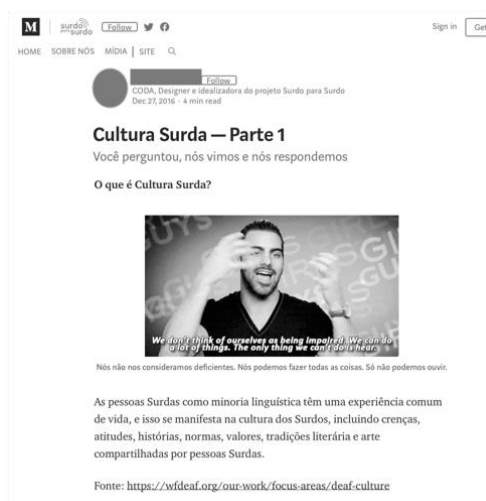 M surdo para surdo Follow Sign in Get
HOME SOBRE NÓS MÍDIA SITE
Follow
CODA, Designer e idealizadora do projeto Surdo para Surdo
Dec 27, 2016 · 4 min read
Cultura Surda — Parte 1
Você perguntou, nós vimos e nós respondemos
O que é Cultura Surda?
We don't think of ourselves as being impaired. We can do
a lot of things. The only thing we can't do is hear.
Nós não nos consideramos deficientes. Nós podemos fazer todas as coisas. Só não podemos ouvir.
As pessoas Surdas como minoria linguística têm uma experiência comum
de vida, e isso se manifesta na cultura dos Surdos, incluindo crenças,
atitudes, histórias, normas, valores, tradições literária e arte
compartilhadas por pessoas Surdas.
Fonte: https://wfdeaf.org/our-work/focus-areas/deaf-culture